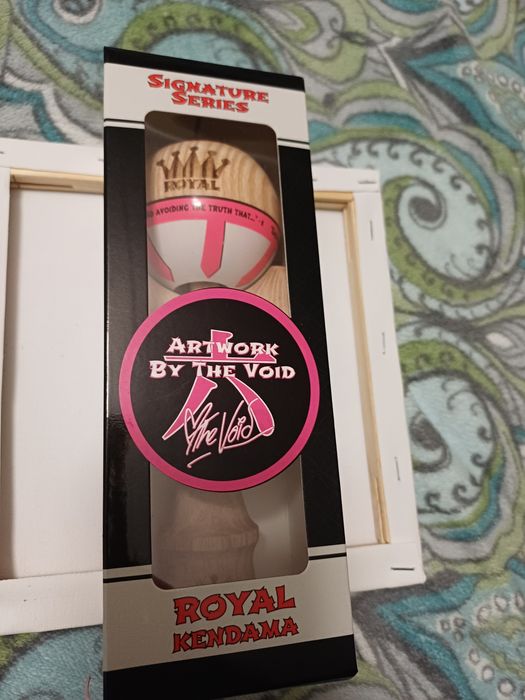 SIGNATURE
SERIES
ROYAL
AVOIDING THE TRUTH THAT...
ARTWORK
BY THE VOID
The Void
ROYAL
KENDAMA